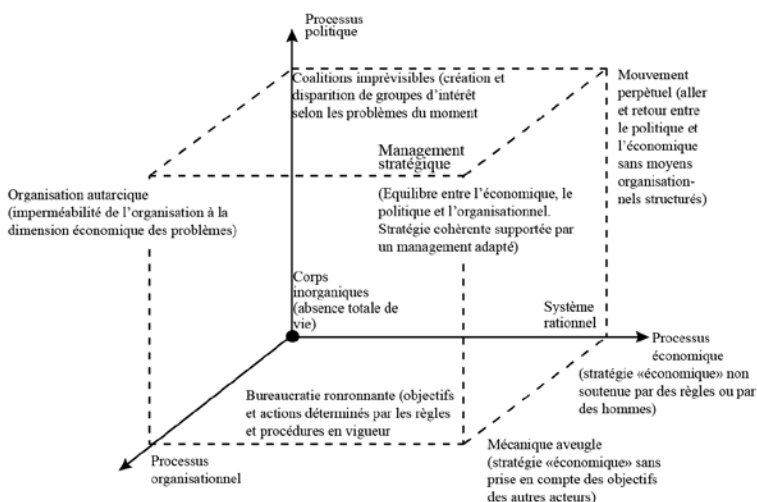 Processus
politique
Coalitions imprèvisibles (création et
disparition de groupes d'intérêt
selon les problèmes du moment
Mouvement
perpétuel (aller
et retour entre
le politique et
l'économique
sans moyens
organisation-
nels structurés)
Management
stratégique
(Equilibre entre l'économique, le
politique et l'organisationnel.
Stratégie cohérente supportée par
un management adapté)
Organisation autarcique
(imperméabilité de l'organisation à la
dimension économique des problèmes)
Corps
inorganiques
(absence totale de
vie)
Système
rationnel
Processus
économique
(stratégie «économique» non
soutenue par des règles ou par
des hommes)
Bureaucratie ronronnante (objectifs
et actions déterminés par les règles
et procédures en vigueur
Processus
organisationnel
Mécanique aveugle
(stratégie «économique» sans
prise en compte des objectifs
des autres acteurs)